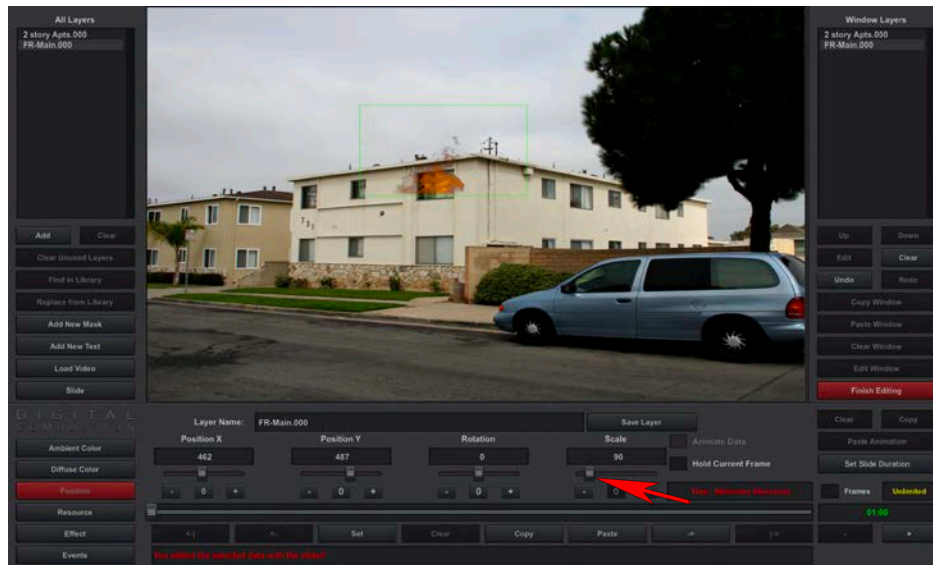 All Layers
2 story Apts.000
FR-Main.000
Add Clear
Clear Unused Layers
Find in Library
Replace from Library
Add New Mask
Add New Text
Load Video
Slide
Window Layers
2 story Apts.000
FR-Main.000
Up Down
Edit Clear
Undo Redo
Copy Window
Paste Window
Clear Window
Edit Window
Finish Editing
721
DIGITAL
Ambient Color
Diffuse Color
Position
Resource
Effect
Events
Layer Name: FR-Main.000 Save Layer
Position X Position Y Rotation Scale
462 487 0 90
- 0 + - 0 + - 0 + - 0
Animate Data
Hold Current Frame
<-| <- Set Clear Copy Paste -> |->
You edited the selected data with the slider!
Clear Copy
Paste Animation
Set Slide Duration
Frames Unlimited
01:00
- +